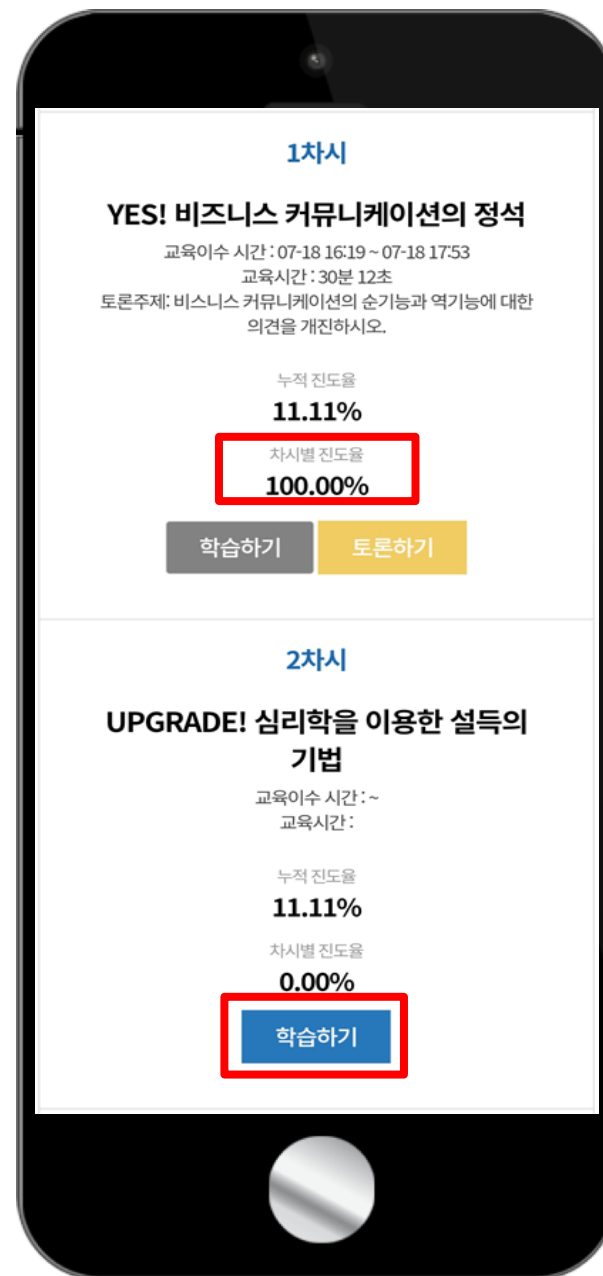 1차시
YES! 비즈니스 커뮤니케이션의 정석
교육이수 시간 : 07-18 16:19 ~ 07-18 17:53
교육시간 : 30분 12초
토론주제: 비스니스 커뮤니케이션의 순기능과 역기능에 대한
의견을 개진하시오.
누적 진도율
11.11%
차시별 진도율
100.00%
학습하기 토론하기
2차시
UPGRADE! 심리학을 이용한 설득의
기법
교육이수 시간 : ~
교육시간 :
누적 진도율
11.11%
차시별 진도율
0.00%
학습하기